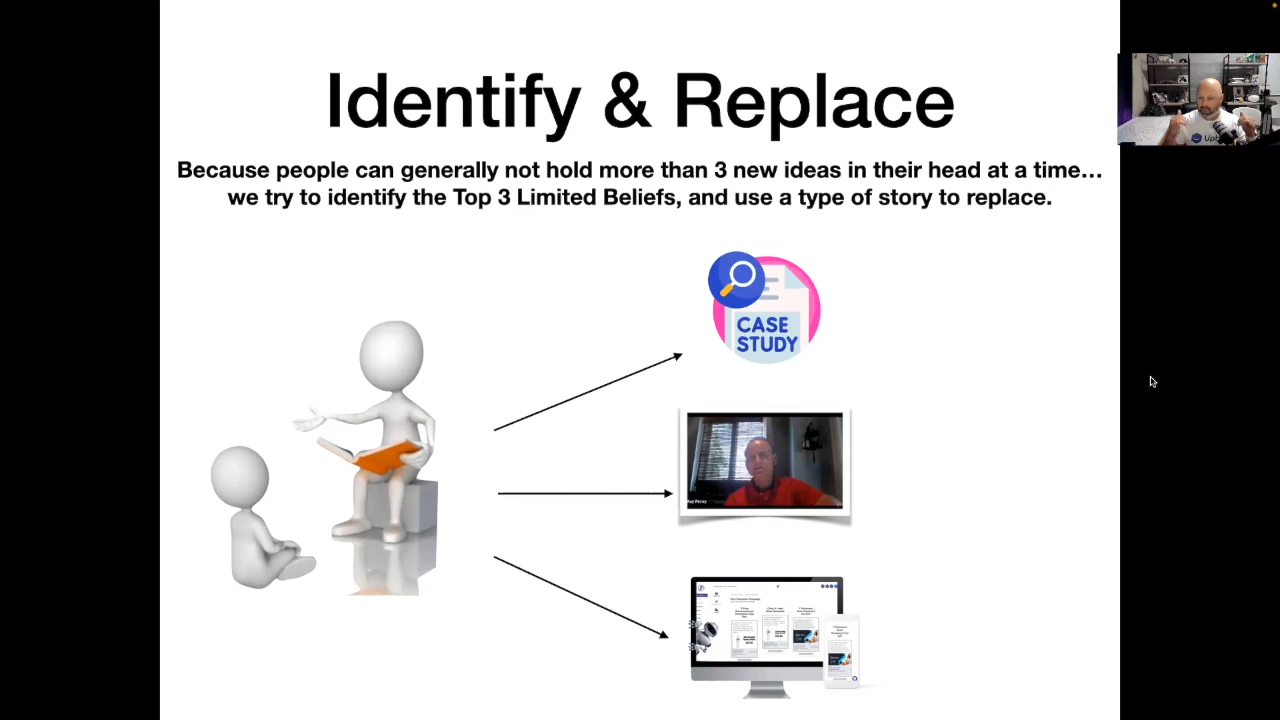 Identify & Replace
Because people can generally not hold more than 3 new ideas in their head at a time...
we try to identify the Top 3 Limited Beliefs, and use a type of story to replace.
CASE
STUDY